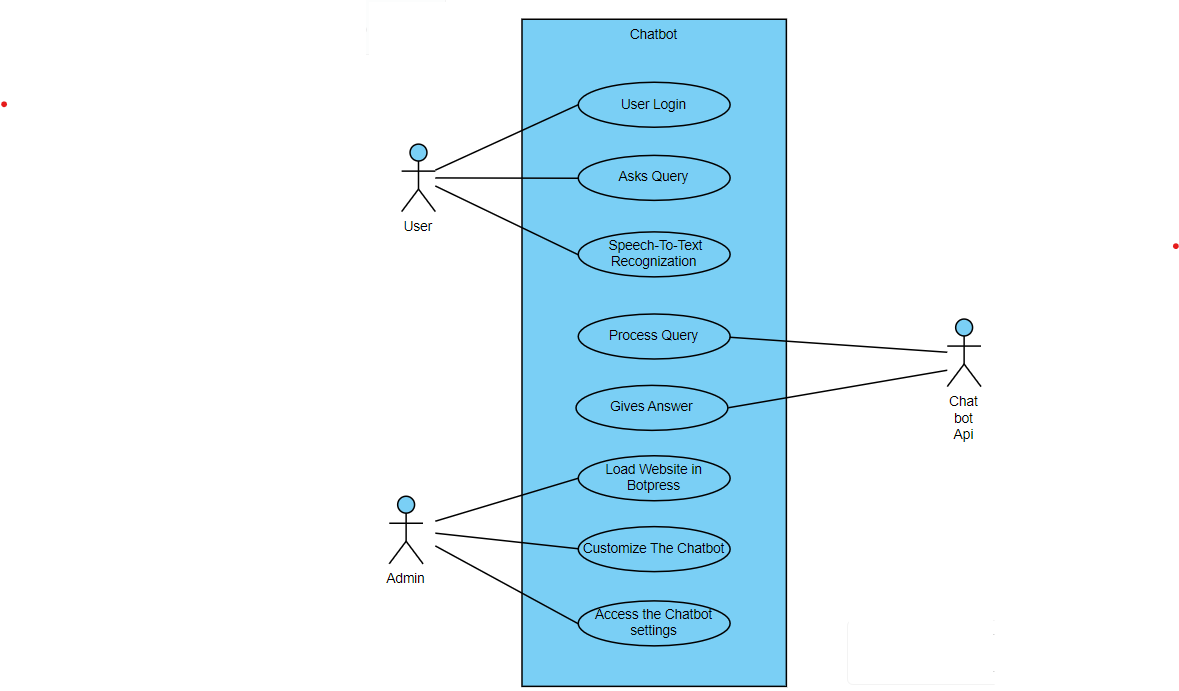 Chatbot
User Login
Asks Query
User
Speech-To-Text
Recognization
Process Query
Chat
bot
Api
Gives Answer
Load Website in
Botpress
Customize The Chatbot
Admin
Access the Chatbot
settings